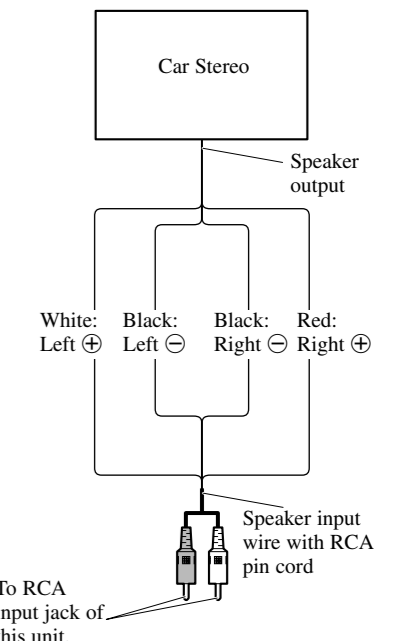 Car Stereo
Speaker
output
White:
Left ⊕
Black:
Left ⊖
Black:
Right ⊖
Red:
Right ⊕
Speaker input
wire with RCA
pin cord
To RCA
input jack of
this unit